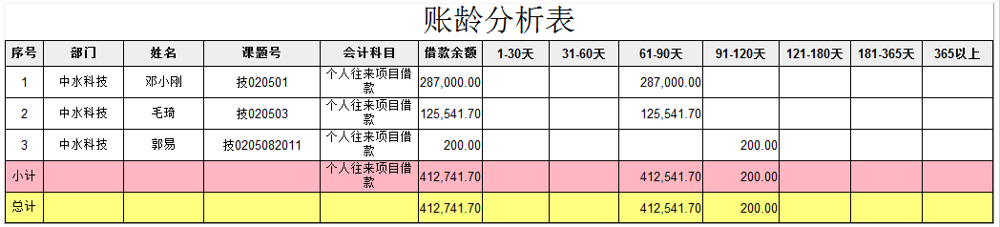 账龄分析表
序号 部门 姓名 课题号 会计科目 借款余额 1-30天 31-60天 61-90天 91-120天 121-180天 181-365天 365以上
1 中水科技 邓小刚 技020501 个人往来项目借款 287,000.00 287,000.00
2 中水科技 毛琦 技020503 个人往来项目借款 125,541.70 125,541.70
3 中水科技 郭易 技0205082011 个人往来项目借款 200.00 200.00
小计 个人往来项目借款 412,741.70 412,541.70 200.00
总计 412,741.70 412,541.70 200.00